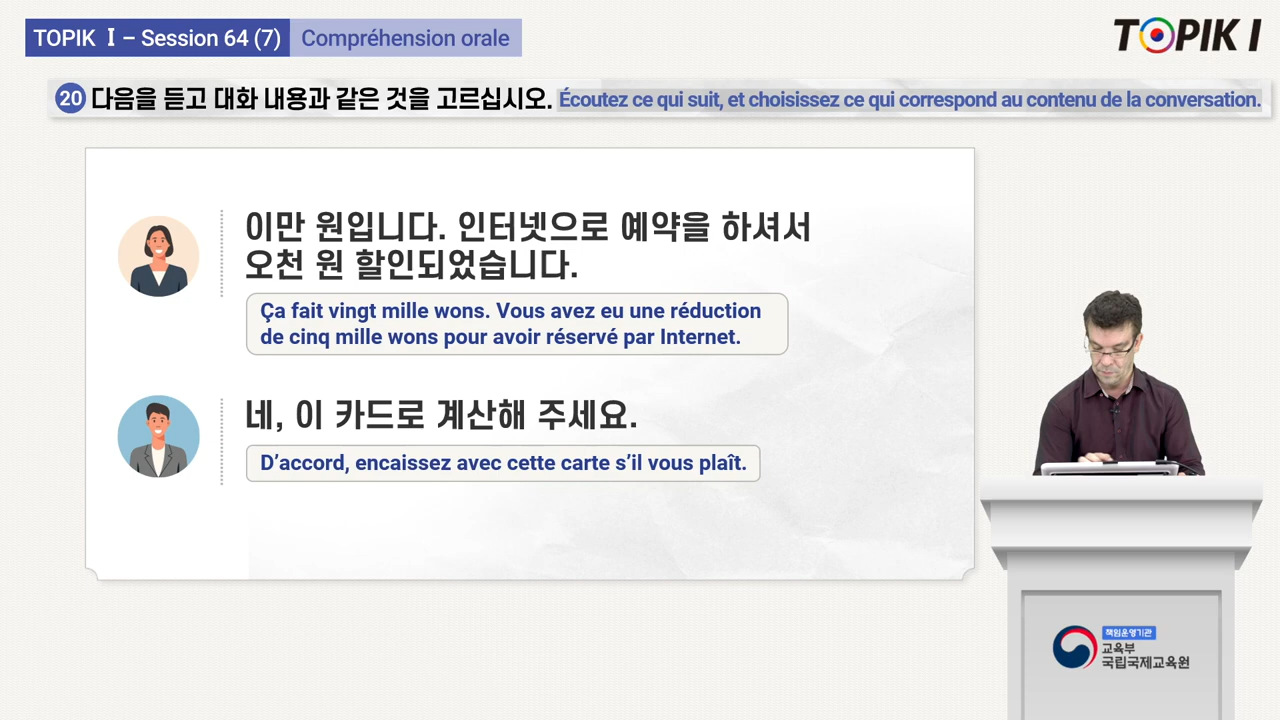 TOPIK Ⅰ – Session 64 (7) Compréhension orale
TOPIK I
20 다음을 듣고 대화 내용과 같은 것을 고르십시오. Écoutez ce qui suit, et choisissez ce qui correspond au contenu de la conversation.
이만 원입니다. 인터넷으로 예약을 하셔서
오천 원 할인되었습니다.
Ça fait vingt mille wons. Vous avez eu une réduction
de cinq mille wons pour avoir réservé par Internet.
네, 이 카드로 계산해 주세요.
D’accord, encaissez avec cette carte s’il vous plaît.
책임운영기관
교육부
국립국제교육원